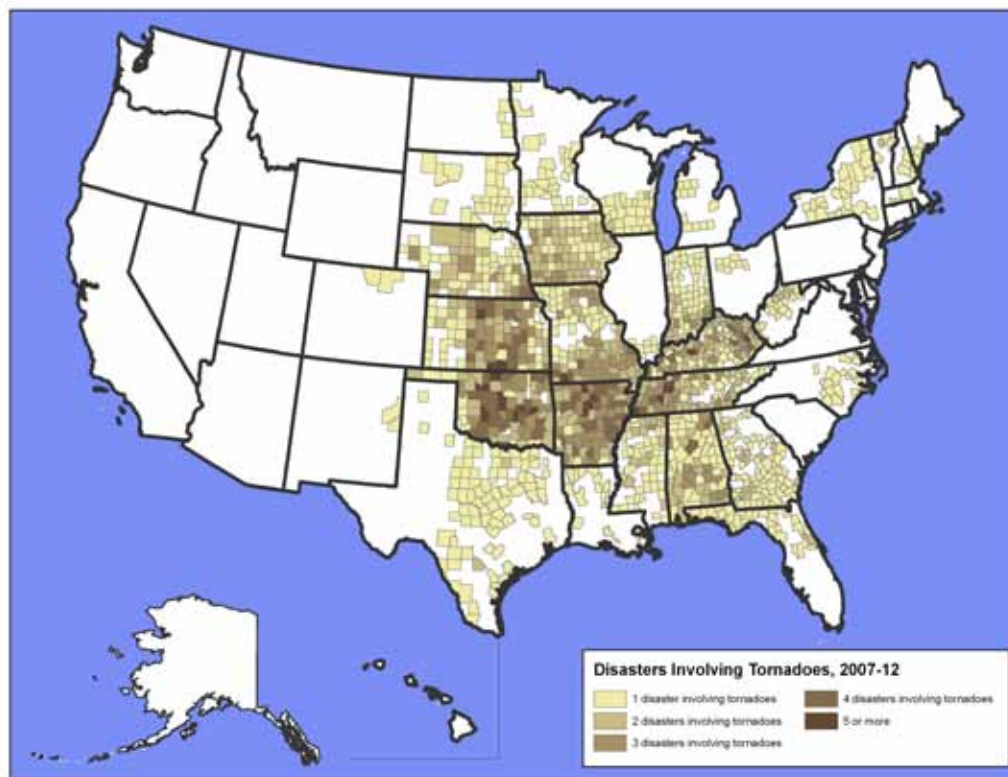 Disasters Involving Tornadoes, 2007-12
1 disaster involving tornadoes
2 disasters involving tornadoes
3 disasters involving tornadoes
4 disasters involving tornadoes
5 or more